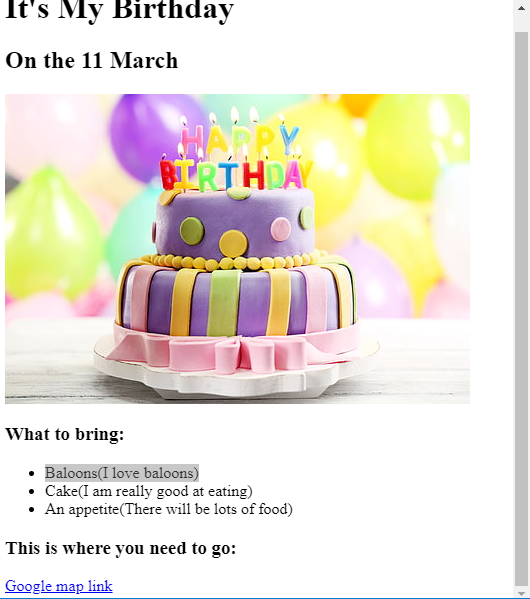 It's My Birthday
On the 11 March
HAPPY
BIRTHDAY
What to bring:
Baloons(I love baloons)
Cake(I am really good at eating)
An appetite(There will be lots of food)
This is where you need to go:
Google map link